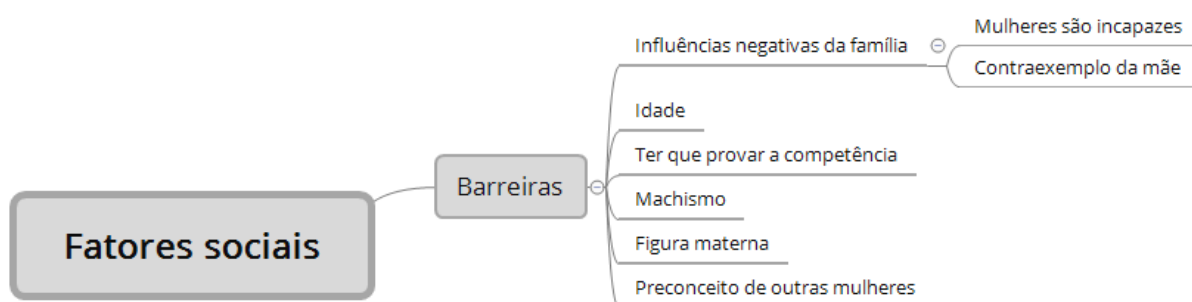 Fatores sociais
Barreiras
Influências negativas da família
Mulheres são incapazes
Contraexemplo da mãe
Idade
Ter que provar a competência
Machismo
Figura materna
Preconceito de outras mulheres